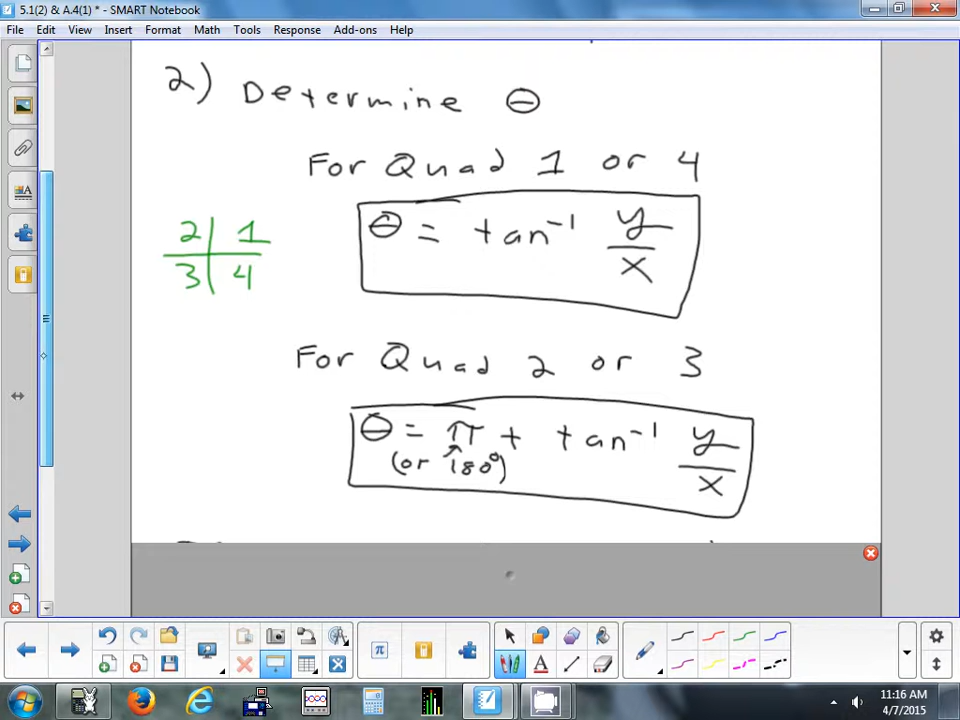 5.1(2) & A.4(1) * - SMART Notebook
File Edit View Insert Format Math Tools Response Add-ons Help
2) Determine Θ
For Quad 1 or 4
2 1
3 4
Θ = tan⁻¹ y/x
For Quad 2 or 3
Θ = π + tan⁻¹ y/x
(or 180°)
11:16 AM
4/7/2015